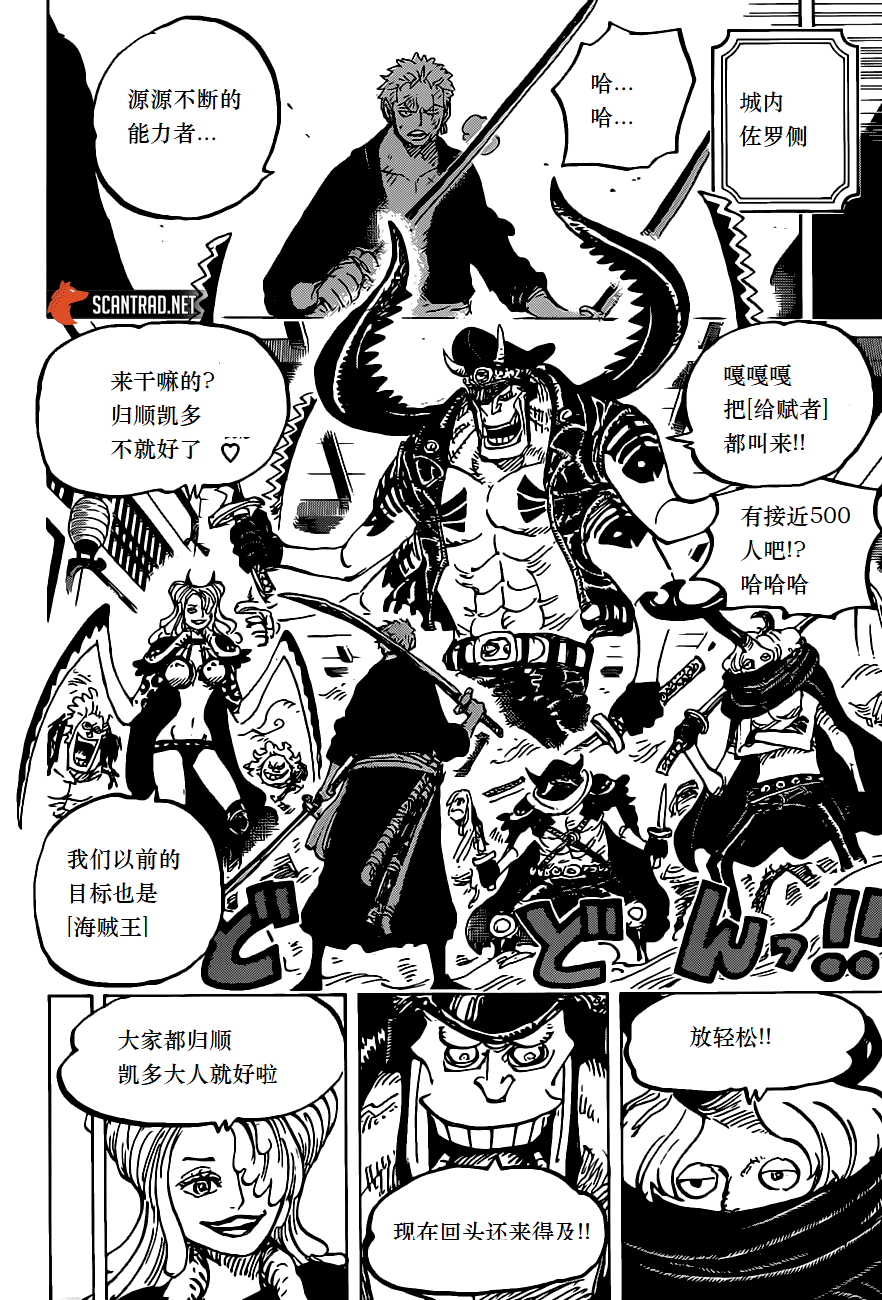 城内
佐罗侧
哈…
哈…
源源不断的
能力者…
SCANTRAD.NET
嘎嘎嘎
把[给赋者]
都叫来!!
有接近500
人吧!?
哈哈哈
来干嘛的?
归顺凯多
不就好了
♡
我们以前的
目标也是
「海贼王」
どどんっ!!
大家都归顺
凯多大人就好啦
现在回头还来得及!!
放轻松!!